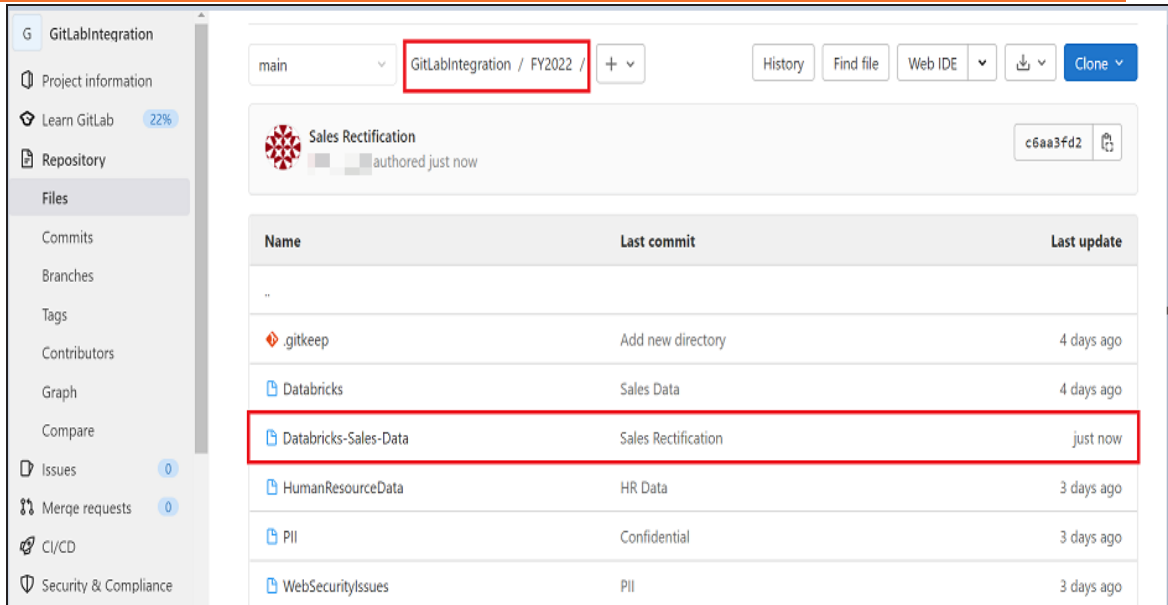 G GitLabIntegration
Project information
Learn GitLab 22%
Repository
Files
Commits
Branches
Tags
Contributors
Graph
Compare
Issues 0
Merge requests 0
CI/CD
Security & Compliance
main GitLabIntegration / FY2022 / + History Find file Web IDE Clone
Sales Rectification
authored just now
c6aa3fd2
Name Last commit Last update
..
.gitkeep Add new directory 4 days ago
Databricks Sales Data 4 days ago
Databricks-Sales-Data Sales Rectification just now
HumanResourceData HR Data 3 days ago
PII Confidential 3 days ago
WebSecurityIssues PII 3 days ago